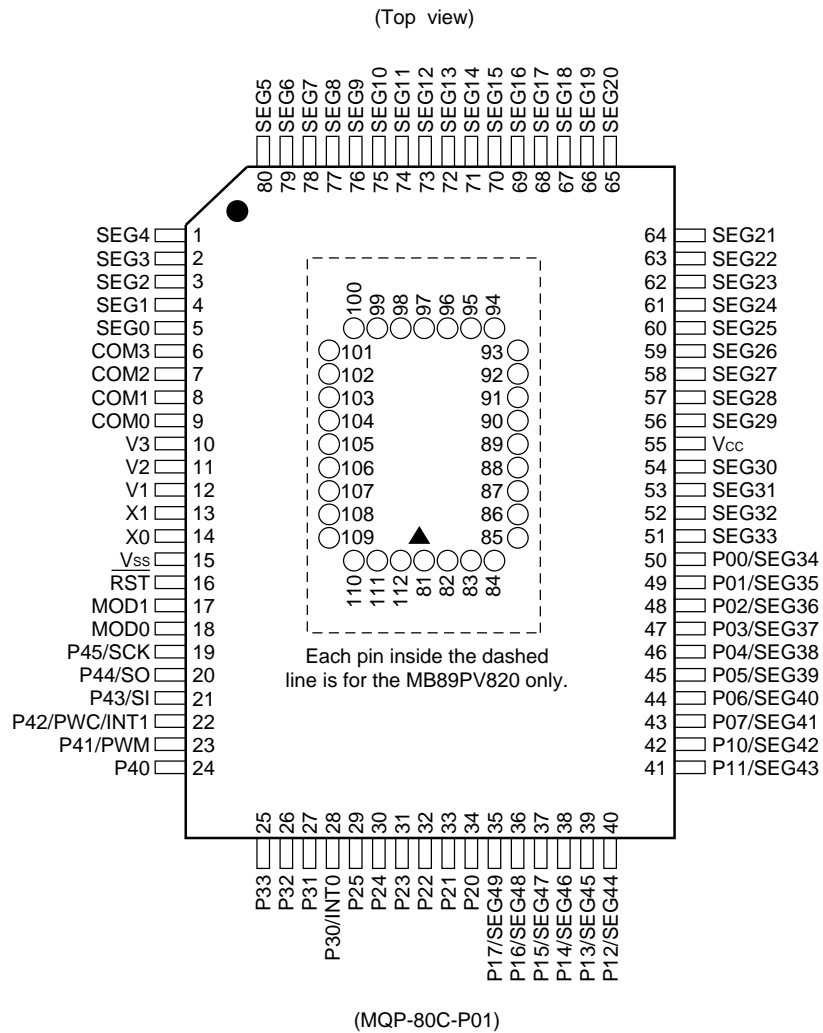 (Top view)
SEG5 SEG6 SEG7 SEG8 SEG9 SEG10 SEG11 SEG12 SEG13 SEG14 SEG15 SEG16 SEG17 SEG18 SEG19 SEG20
80 79 78 77 76 75 74 73 72 71 70 69 68 67 66 65
SEG4 1
SEG3 2
SEG2 3
SEG1 4
SEG0 5
COM3 6
COM2 7
COM1 8
COM0 9
V3 10
V2 11
V1 12
X1 13
X0 14
Vss 15
RST 16
MOD1 17
MOD0 18
P45/SCK 19
P44/SO 20
P43/SI 21
P42/PWC/INT1 22
P41/PWM 23
P40 24
100 99 98 97 96 95 94
101 93
102 92
103 91
104 90
105 89
106 88
107 87
108 86
109 85
110 111 112 81 82 83 84
Each pin inside the dashed
line is for the MB89PV820 only.
64 SEG21
63 SEG22
62 SEG23
61 SEG24
60 SEG25
59 SEG26
58 SEG27
57 SEG28
56 SEG29
55 Vcc
54 SEG30
53 SEG31
52 SEG32
51 SEG33
50 P00/SEG34
49 P01/SEG35
48 P02/SEG36
47 P03/SEG37
46 P04/SEG38
45 P05/SEG39
44 P06/SEG40
43 P07/SEG41
42 P10/SEG42
41 P11/SEG43
25 26 27 28 29 30 31 32 33 34 35 36 37 38 39 40
P33 P32 P31 P30/INT0 P25 P24 P23 P22 P21 P20 P17/SEG49 P16/SEG48 P15/SEG47 P14/SEG46 P13/SEG45 P12/SEG44
(MQP-80C-P01)